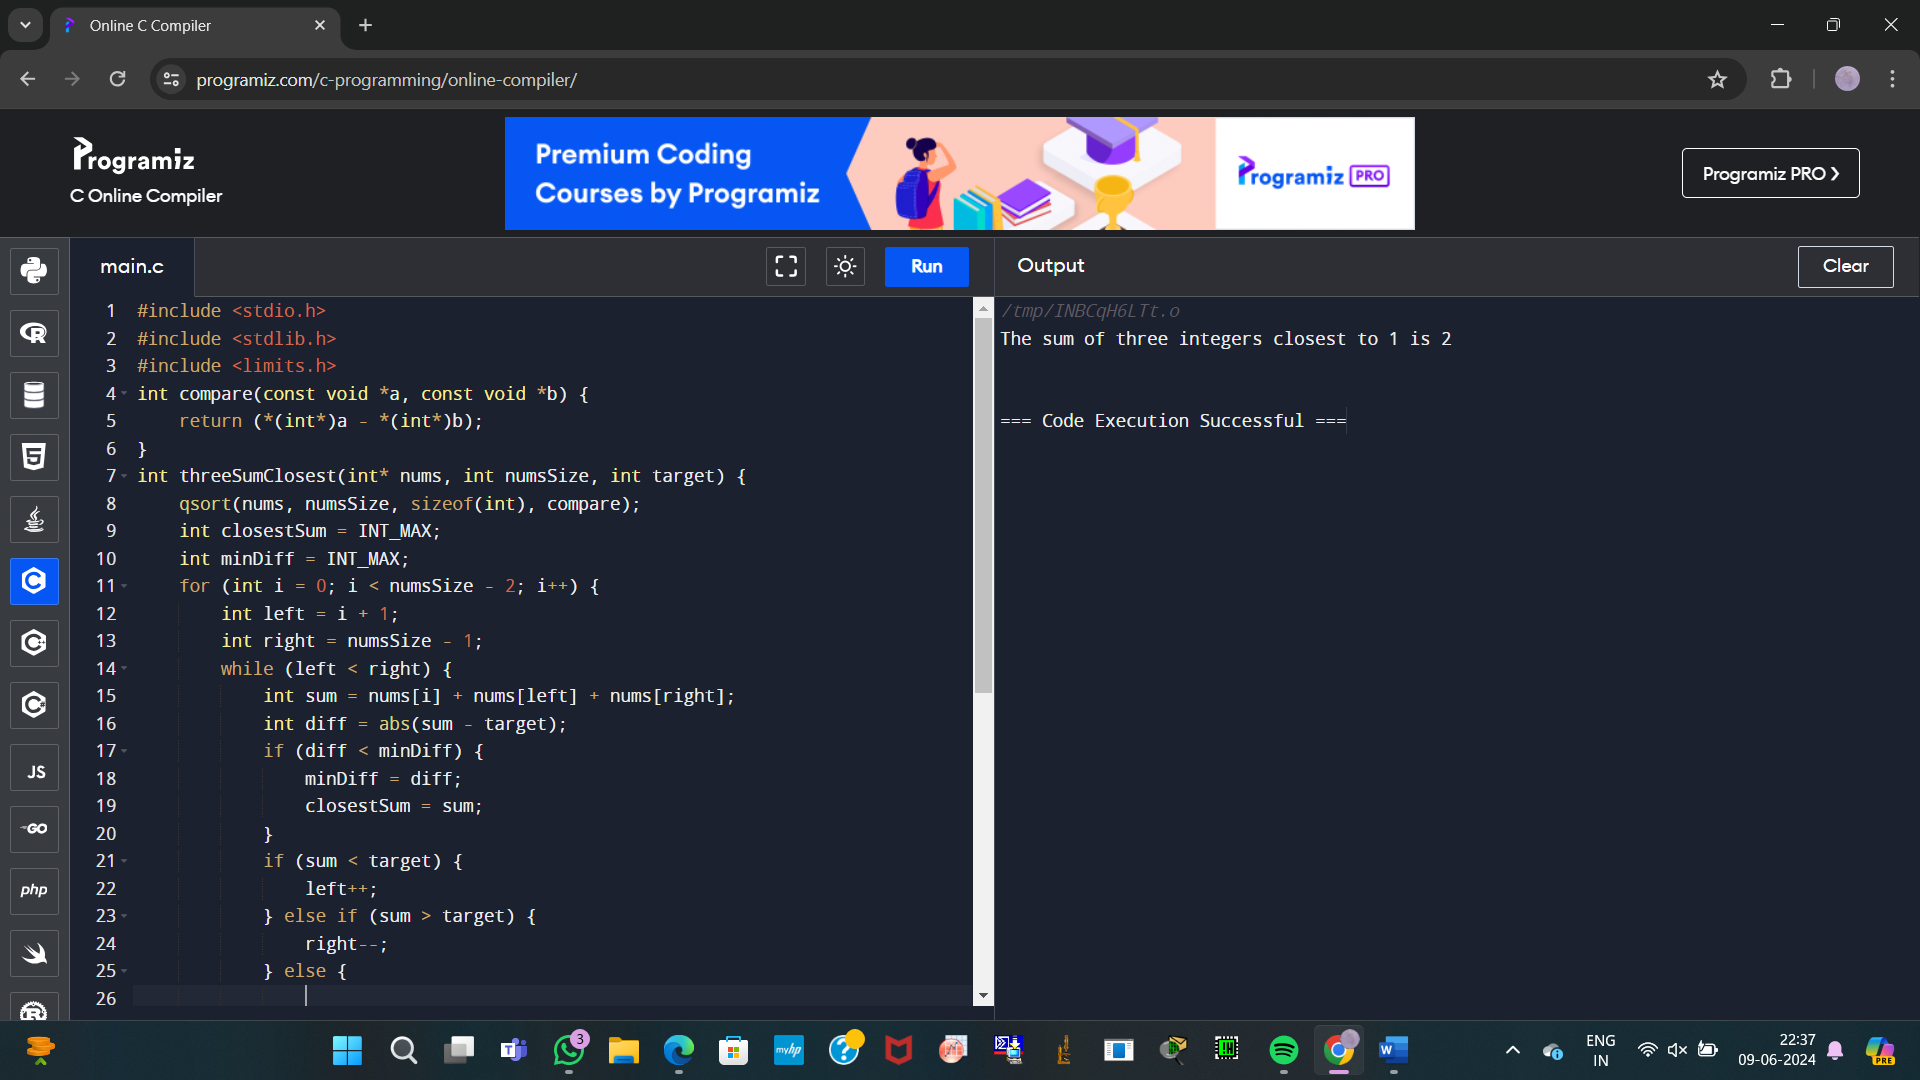 Online C Compiler
programiz.com/c-programming/online-compiler/
Programiz
C Online Compiler
Premium Coding
Courses by Programiz
Programiz PRO
Programiz PRO ❯
main.c
Run
Output
Clear
1 #include <stdio.h>
2 #include <stdlib.h>
3 #include <limits.h>
4 int compare(const void *a, const void *b) {
5     return (*(int*)a - *(int*)b);
6 }
7 int threeSumClosest(int* nums, int numsSize, int target) {
8     qsort(nums, numsSize, sizeof(int), compare);
9     int closestSum = INT_MAX;
10     int minDiff = INT_MAX;
11     for (int i = 0; i < numsSize - 2; i++) {
12         int left = i + 1;
13         int right = numsSize - 1;
14         while (left < right) {
15             int sum = nums[i] + nums[left] + nums[right];
16             int diff = abs(sum - target);
17             if (diff < minDiff) {
18                 minDiff = diff;
19                 closestSum = sum;
20             }
21             if (sum < target) {
22                 left++;
23             } else if (sum > target) {
24                 right--;
25             } else {
26
/tmp/INBCqH6LTt.o
The sum of three integers closest to 1 is 2
=== Code Execution Successful ===
JS
GO
php
3
myhp
ENG
IN
22:37
09-06-2024
PRE